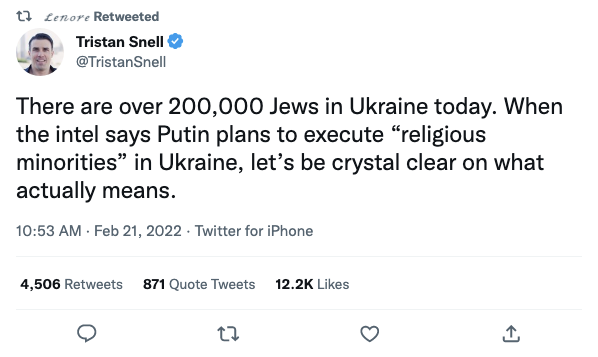 𝓛𝓮𝓷𝓸𝓻𝓮 Retweeted
Tristan Snell
@TristanSnell
There are over 200,000 Jews in Ukraine today. When
the intel says Putin plans to execute “religious
minorities” in Ukraine, let’s be crystal clear on what
actually means.
10:53 AM · Feb 21, 2022 · Twitter for iPhone
4,506 Retweets 871 Quote Tweets 12.2K Likes